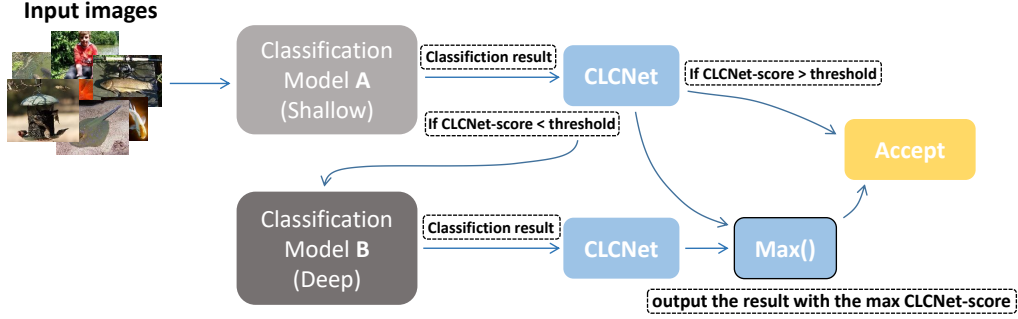 Input images
Classification
Model A
(Shallow)
Classifiction result
CLCNet
If CLCNet-score > threshold
If CLCNet-score < threshold
Accept
Classification
Model B
(Deep)
Classifiction result
CLCNet
Max()
output the result with the max CLCNet-score